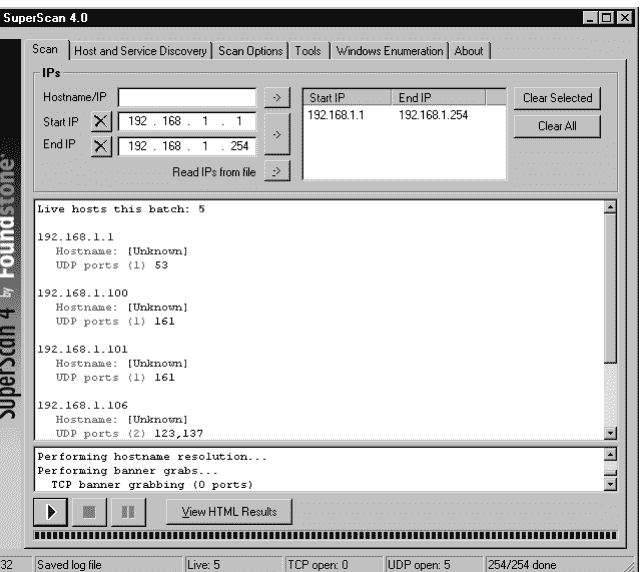 SuperScan 4.0
Scan Host and Service Discovery Scan Options Tools Windows Enumeration About
IPs
Hostname/IP ->
Start IP 192 . 168 . 1 . 1
End IP 192 . 168 . 1 . 254
->
Read IPs from file ->
Start IP End IP
192.168.1.1 192.168.1.254
Clear Selected
Clear All
SuperScan 4 by Foundstone
Live hosts this batch: 5
192.168.1.1
Hostname: [Unknown]
UDP ports (1) 53
192.168.1.100
Hostname: [Unknown]
UDP ports (1) 161
192.168.1.101
Hostname: [Unknown]
UDP ports (1) 161
192.168.1.106
Hostname: [Unknown]
UDP ports (2) 123,137
Performing hostname resolution...
Performing banner grabs...
TCP banner grabbing (0 ports)
View HTML Results
32 Saved log file Live: 5 TCP open: 0 UDP open: 5 254/254 done